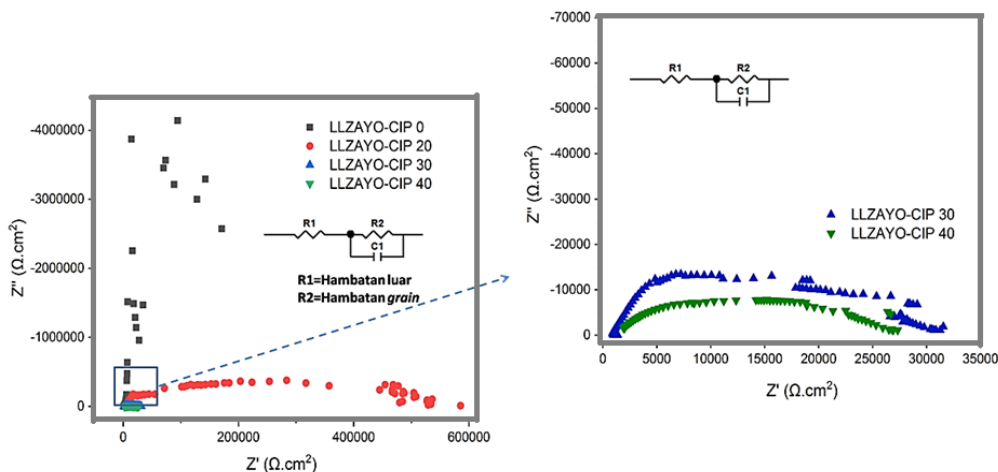 -4000000
-3000000
-2000000
-1000000
0
Z'' (Ω.cm²)
LLZAYO-CIP 0
LLZAYO-CIP 20
LLZAYO-CIP 30
LLZAYO-CIP 40
R1
R2
C1
R1=Hambatan luar
R2=Hambatan grain
0
200000
400000
600000
Z' (Ω.cm²)
-70000
-60000
-50000
-40000
-30000
-20000
-10000
0
Z'' (Ω.cm²)
R1
R2
C1
LLZAYO-CIP 30
LLZAYO-CIP 40
0
5000
10000
15000
20000
25000
30000
35000
Z' (Ω.cm²)